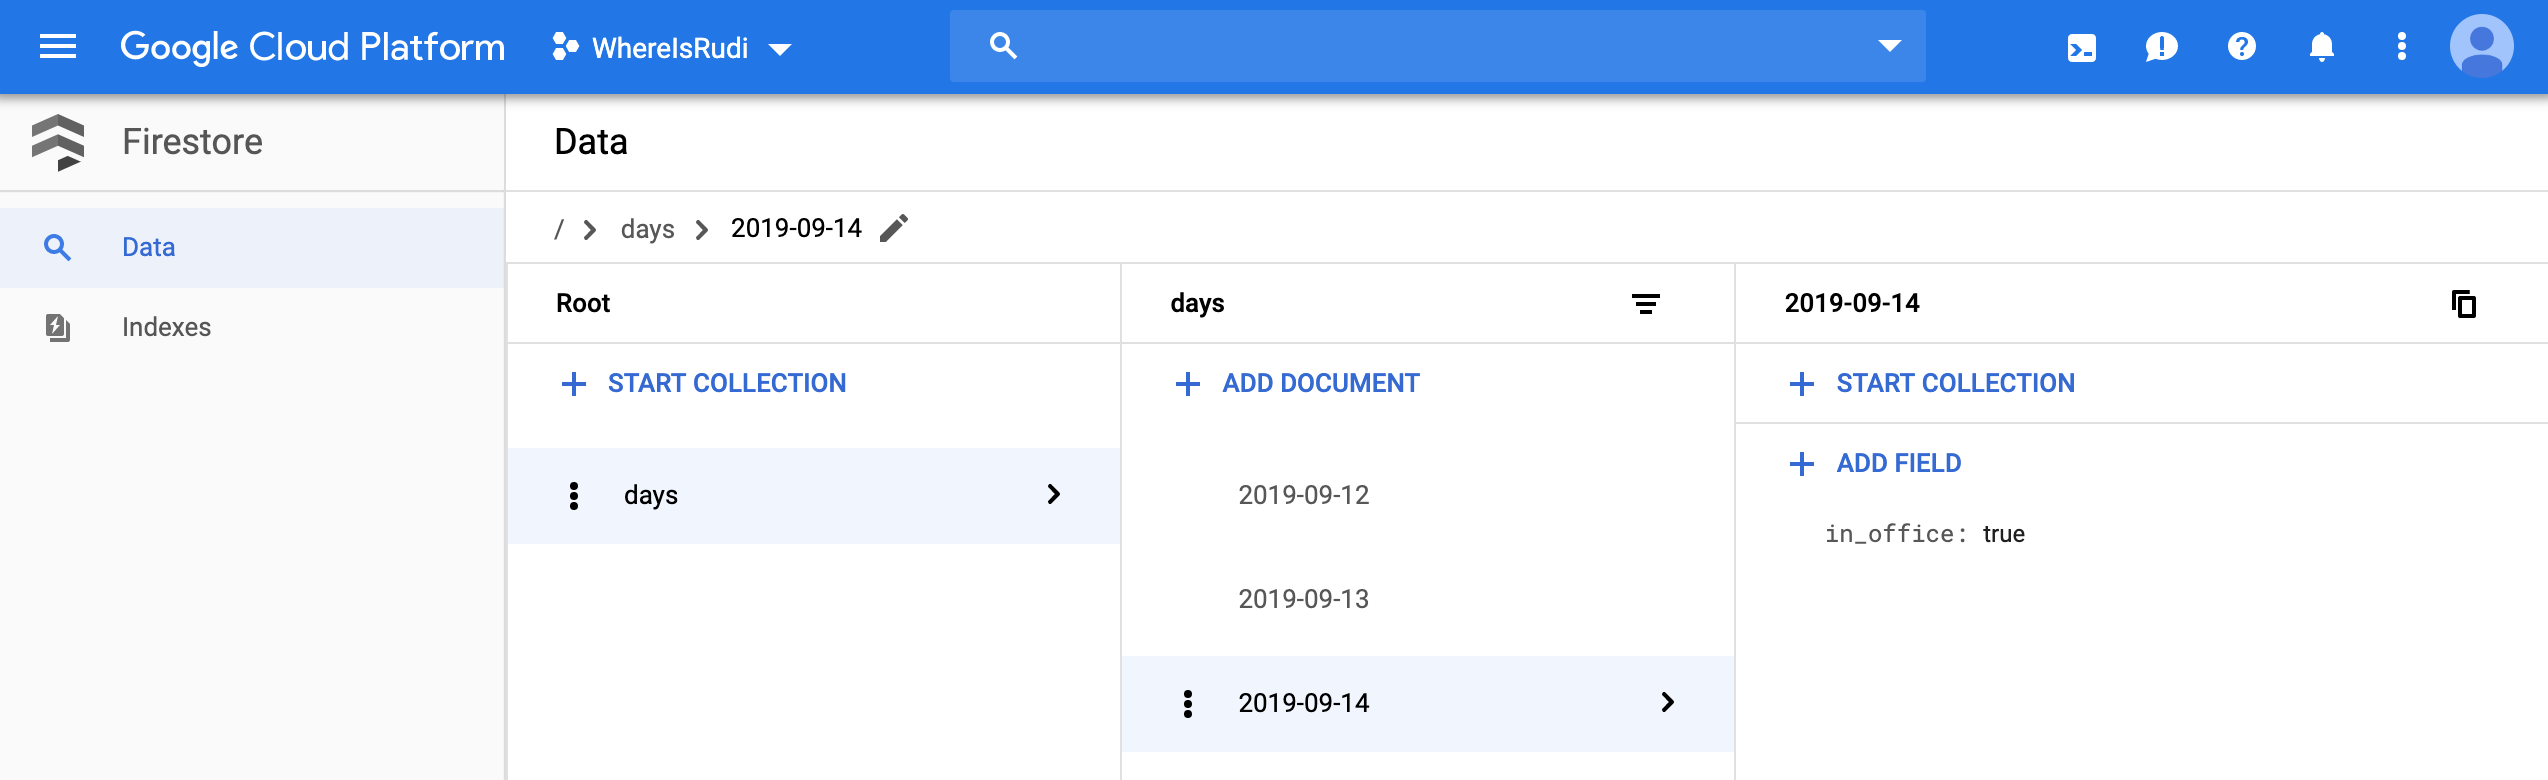 Google Cloud Platform
WhereIsRudi
Firestore
Data
Indexes
Data
/ > days > 2019-09-14
Root
START COLLECTION
days
days
ADD DOCUMENT
2019-09-12
2019-09-13
2019-09-14
2019-09-14
START COLLECTION
ADD FIELD
in_office: true